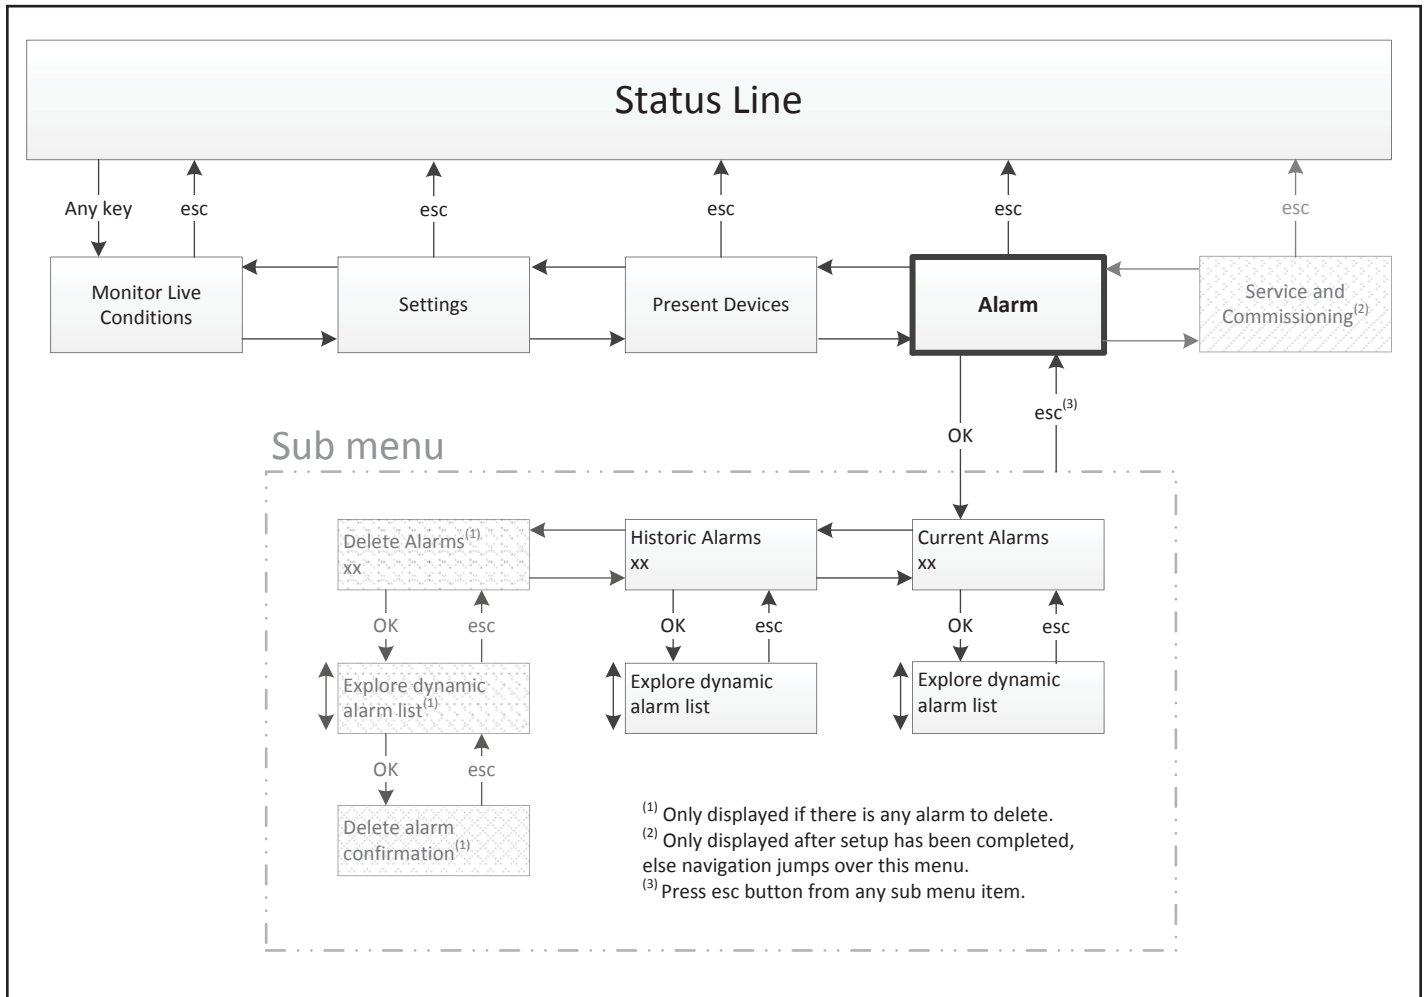 Status Line
Any key
esc
esc
esc
esc
esc
Monitor Live
Conditions
Settings
Present Devices
Alarm
Service and
Commissioning(2)
OK
esc(3)
Sub menu
Delete Alarms(1)
xx
Historic Alarms
xx
Current Alarms
xx
OK
esc
OK
esc
OK
esc
Explore dynamic
alarm list(1)
Explore dynamic
alarm list
Explore dynamic
alarm list
OK
esc
Delete alarm
confirmation(1)
(1) Only displayed if there is any alarm to delete.
(2) Only displayed after setup has been completed,
else navigation jumps over this menu.
(3) Press esc button from any sub menu item.